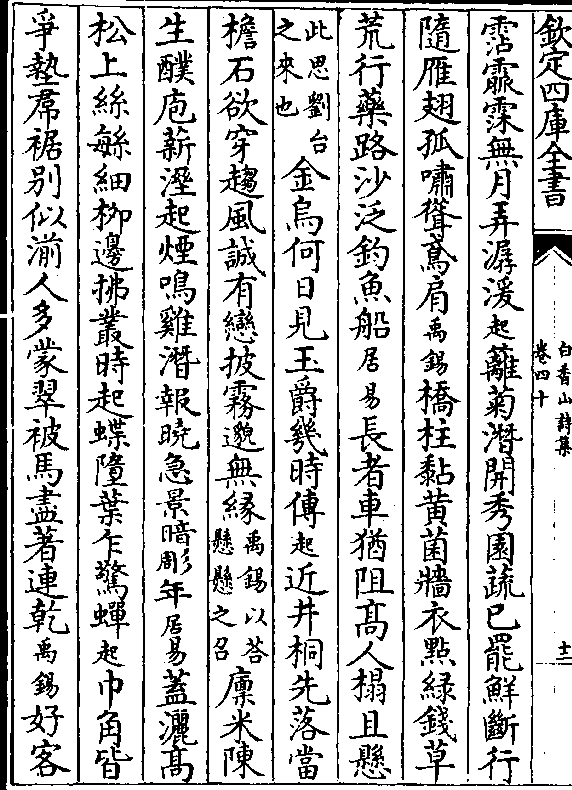 欽定四庫全書
白香山詩集
卷四十
十二
霑霡霂無月弄潺湲起籬菊潛開秀園蔬已罷鮮斷行
隨雁翅孤嘯聳鳶肩禹錫橋柱黏黃菌牆衣點綠錢草
荒行藥路沙泛釣魚船居易長者車猶阻高人榻且懸
此思劉台之來也金烏何日見玉爵幾時傳起近井桐先落當
檐石欲穿趨風誠有戀披霧邈無緣禹錫以答懸懸之召廩米陳
生醭庖薪溼起煙鳴雞潛報曉急景暗彫年居易蓋灑高
松上絲繁細柳邊拂叢時起蝶墮葉乍驚蟬起巾角皆
爭墊帬裾別似湔人多蒙翠被馬盡著連乾禹錫好客